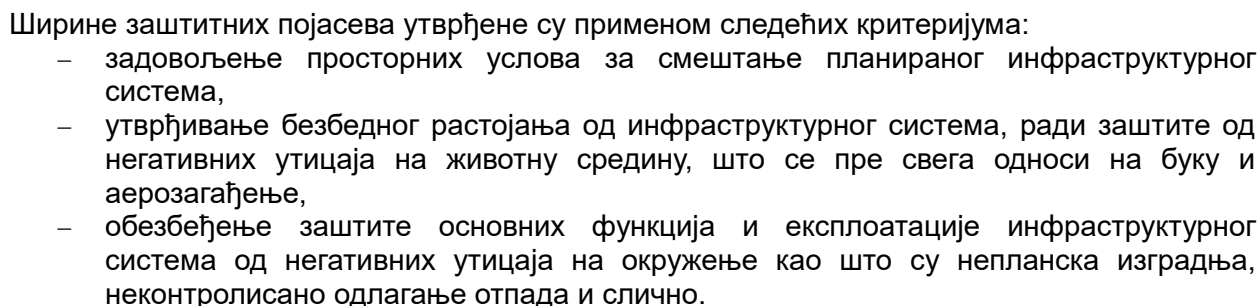 Ширине заштитних појасева утврђене су применом следећих критеријума:
– задовољење просторних услова за смештање планираног инфраструктурног
система,
– утврђивање безбедног растојања од инфраструктурног система, ради заштите од
негативних утицаја на животну средину, што се пре свега односи на буку и
аерозагађење,
– обезбеђење заштите основних функција и експлоатације инфраструктурног
система од негативних утицаја на окружење као што су непланска изградња,
неконтролисано одлагање отпада и слично.